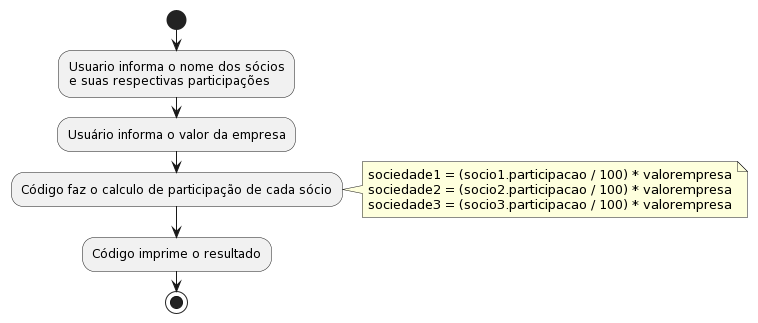 Usuario informa o nome dos sócios
e suas respectivas participações
Usuário informa o valor da empresa
Código faz o calculo de participação de cada sócio
sociedade1 = (socio1.participacao / 100) * valorempresa
sociedade2 = (socio2.participacao / 100) * valorempresa
sociedade3 = (socio3.participacao / 100) * valorempresa
Código imprime o resultado